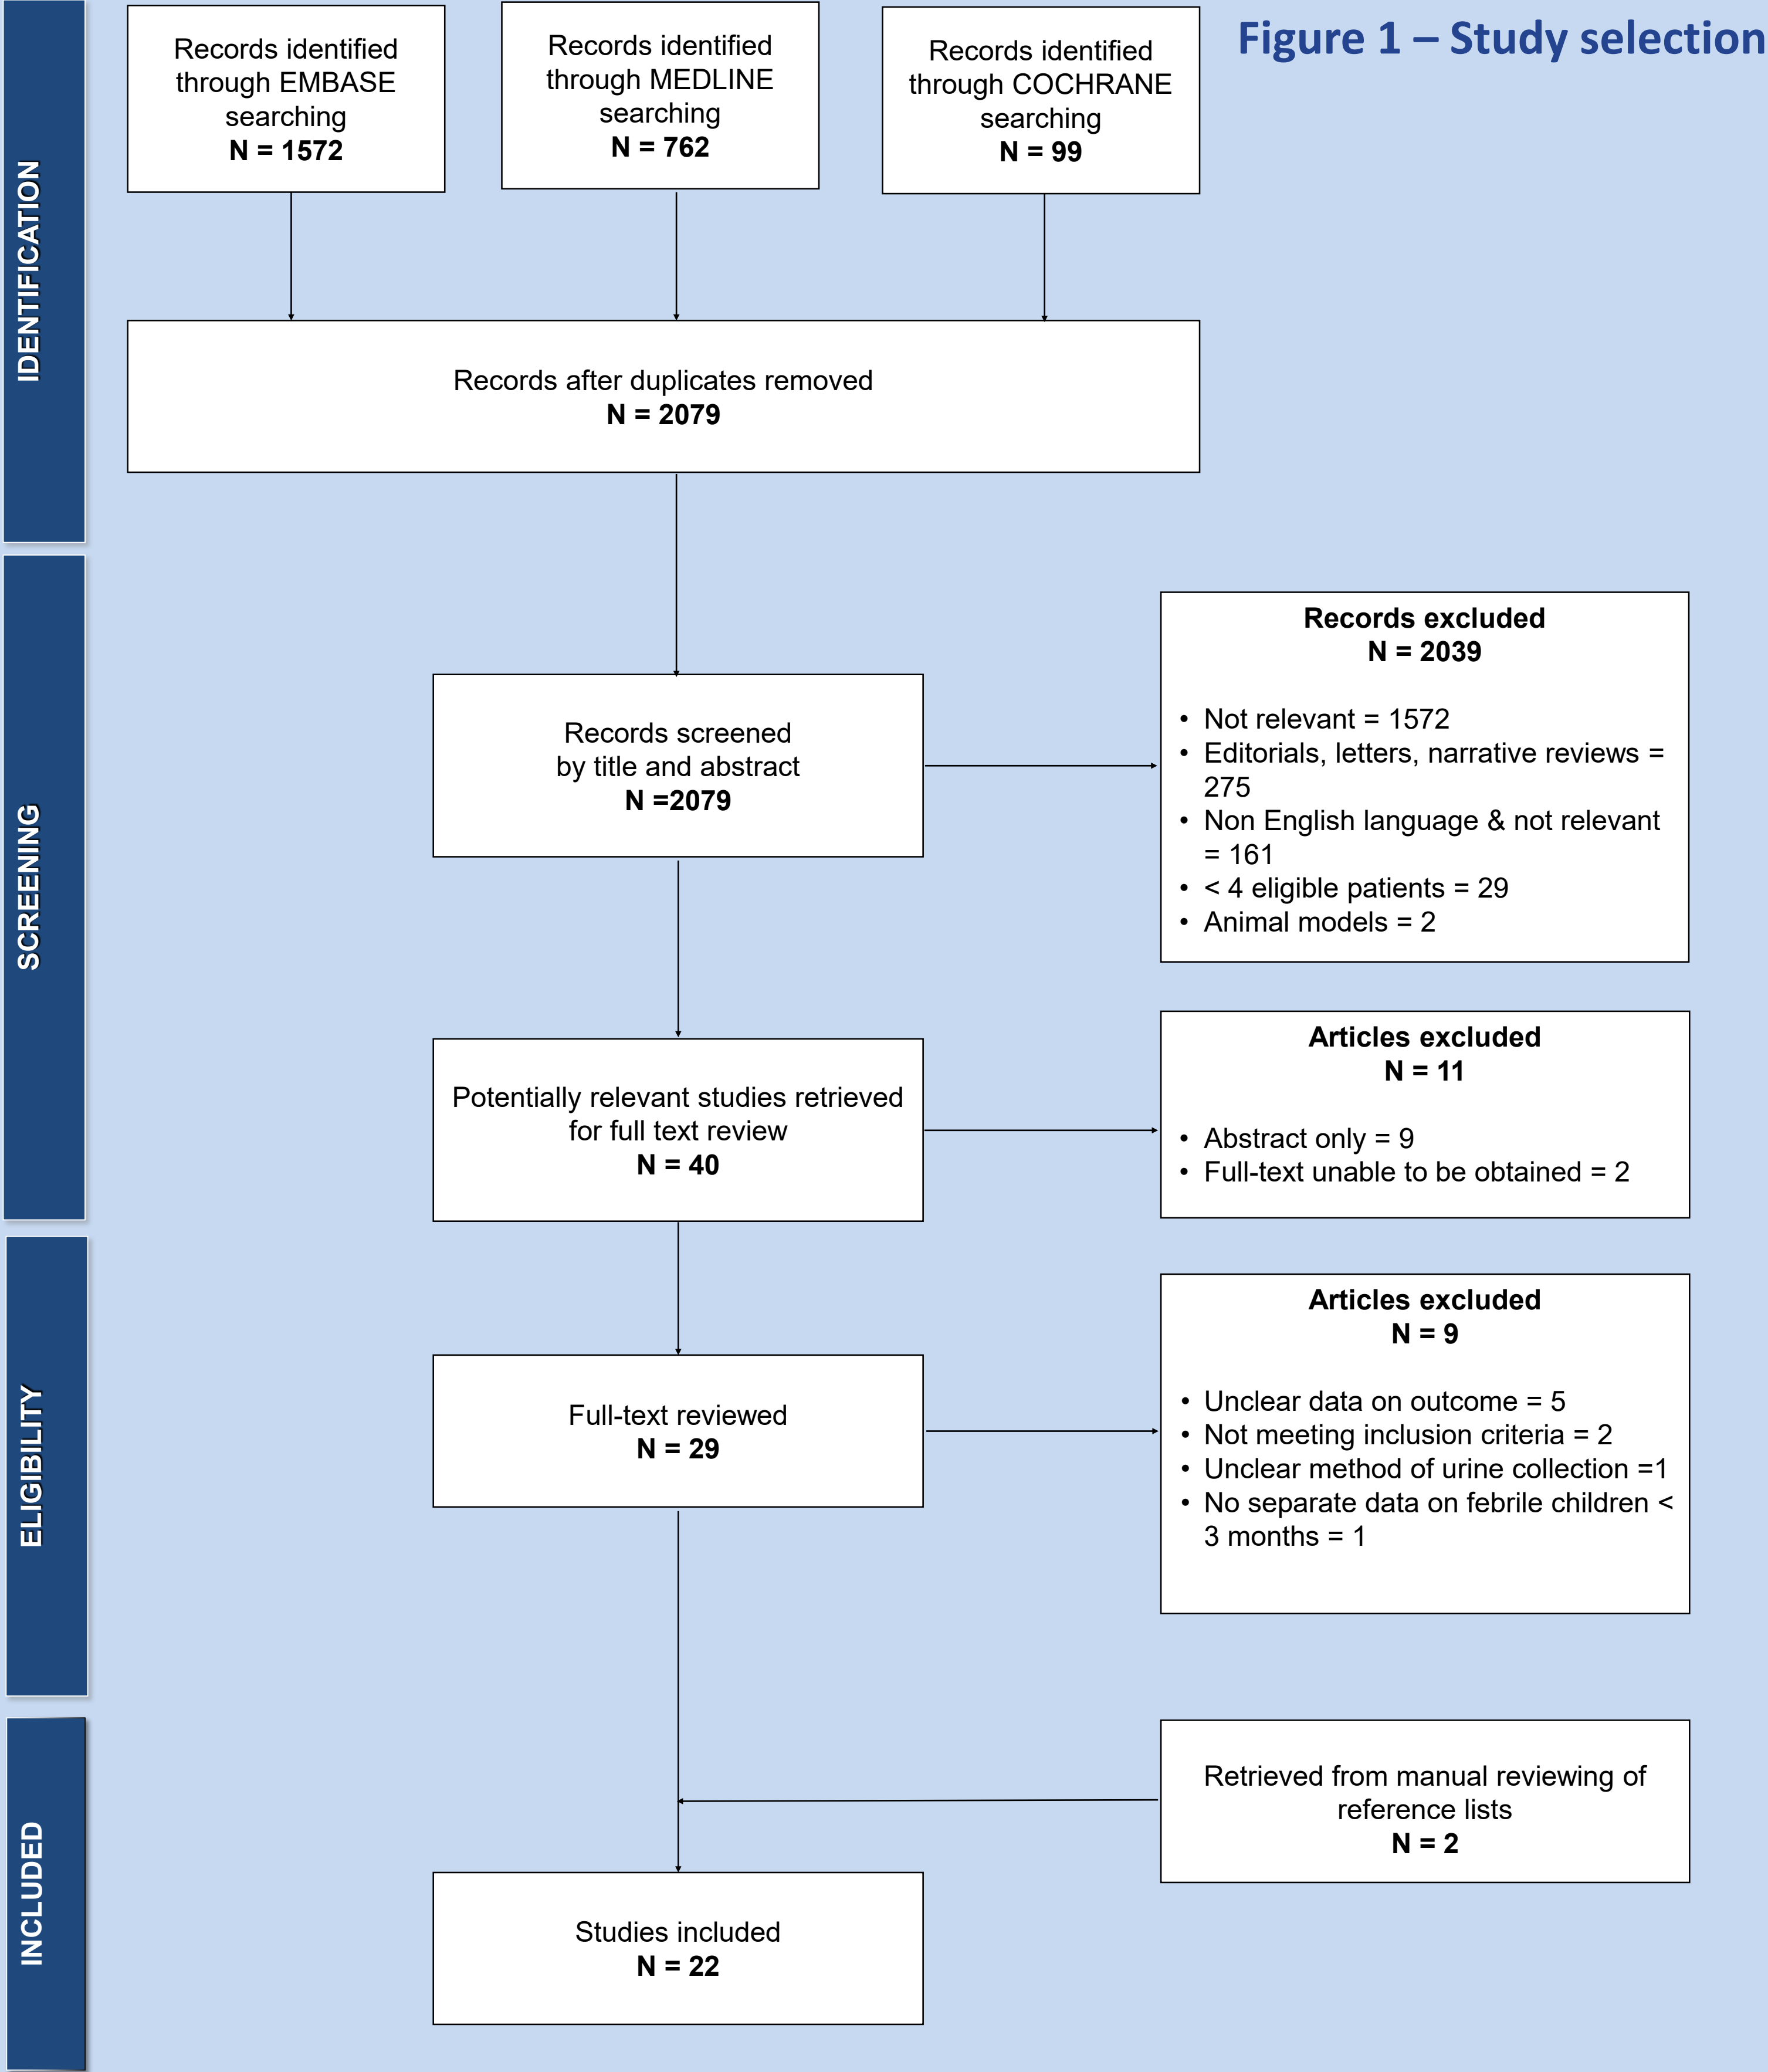 Figure 1 – Study selection
IDENTIFICATION
Records identified
through EMBASE
searching
N = 1572
Records identified
through MEDLINE
searching
N = 762
Records identified
through COCHRANE
searching
N = 99
Records after duplicates removed
N = 2079
SCREENING
Records screened
by title and abstract
N =2079
Records excluded
N = 2039
• Not relevant = 1572
• Editorials, letters, narrative reviews =
275
• Non English language & not relevant
= 161
• < 4 eligible patients = 29
• Animal models = 2
Potentially relevant studies retrieved
for full text review
N = 40
Articles excluded
N = 11
• Abstract only = 9
• Full-text unable to be obtained = 2
ELIGIBILITY
Full-text reviewed
N = 29
Articles excluded
N = 9
• Unclear data on outcome = 5
• Not meeting inclusion criteria = 2
• Unclear method of urine collection =1
• No separate data on febrile children <
3 months = 1
INCLUDED
Retrieved from manual reviewing of
reference lists
N = 2
Studies included
N = 22